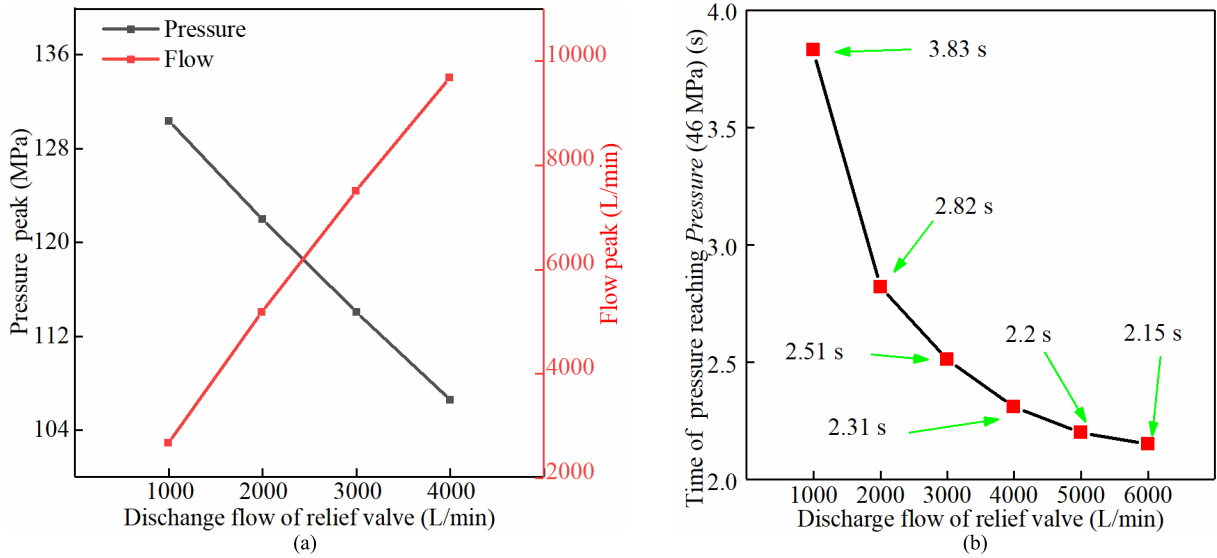 Pressure
Flow
136
128
120
112
104
Pressure peak (MPa)
10000
8000
6000
4000
2000
Flow peak (L/min)
1000 2000 3000 4000
Discharge flow of relief valve (L/min)
(a)
4.0
3.5
3.0
2.5
2.0
Time of pressure reaching Pressure (46 MPa) (s)
3.83 s
2.82 s
2.51 s
2.31 s
2.2 s
2.15 s
1000 2000 3000 4000 5000 6000
Discharge flow of relief valve (L/min)
(b)